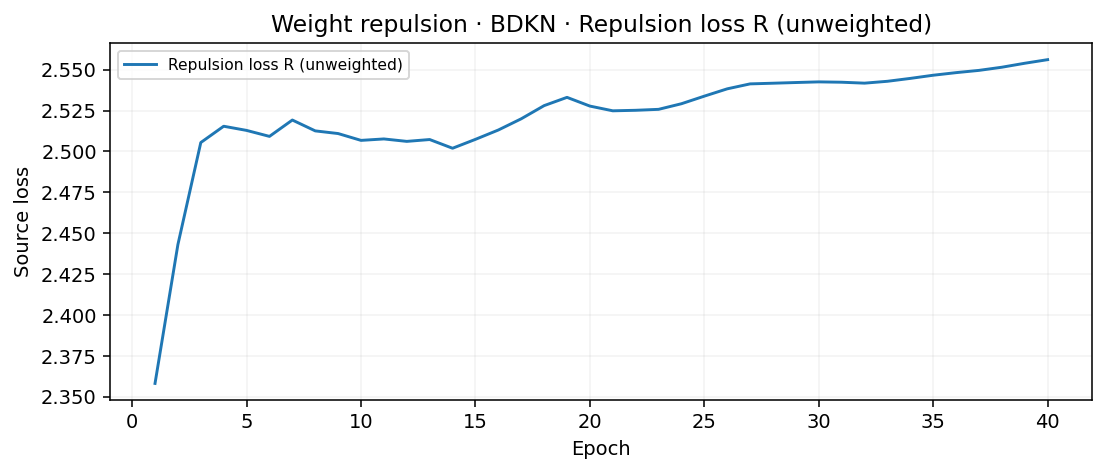 Weight repulsion · BDKN · Repulsion loss R (unweighted)
Repulsion loss R (unweighted)
Source loss
2.550
2.525
2.500
2.475
2.450
2.425
2.400
2.375
2.350
0 5 10 15 20 25 30 35 40
Epoch